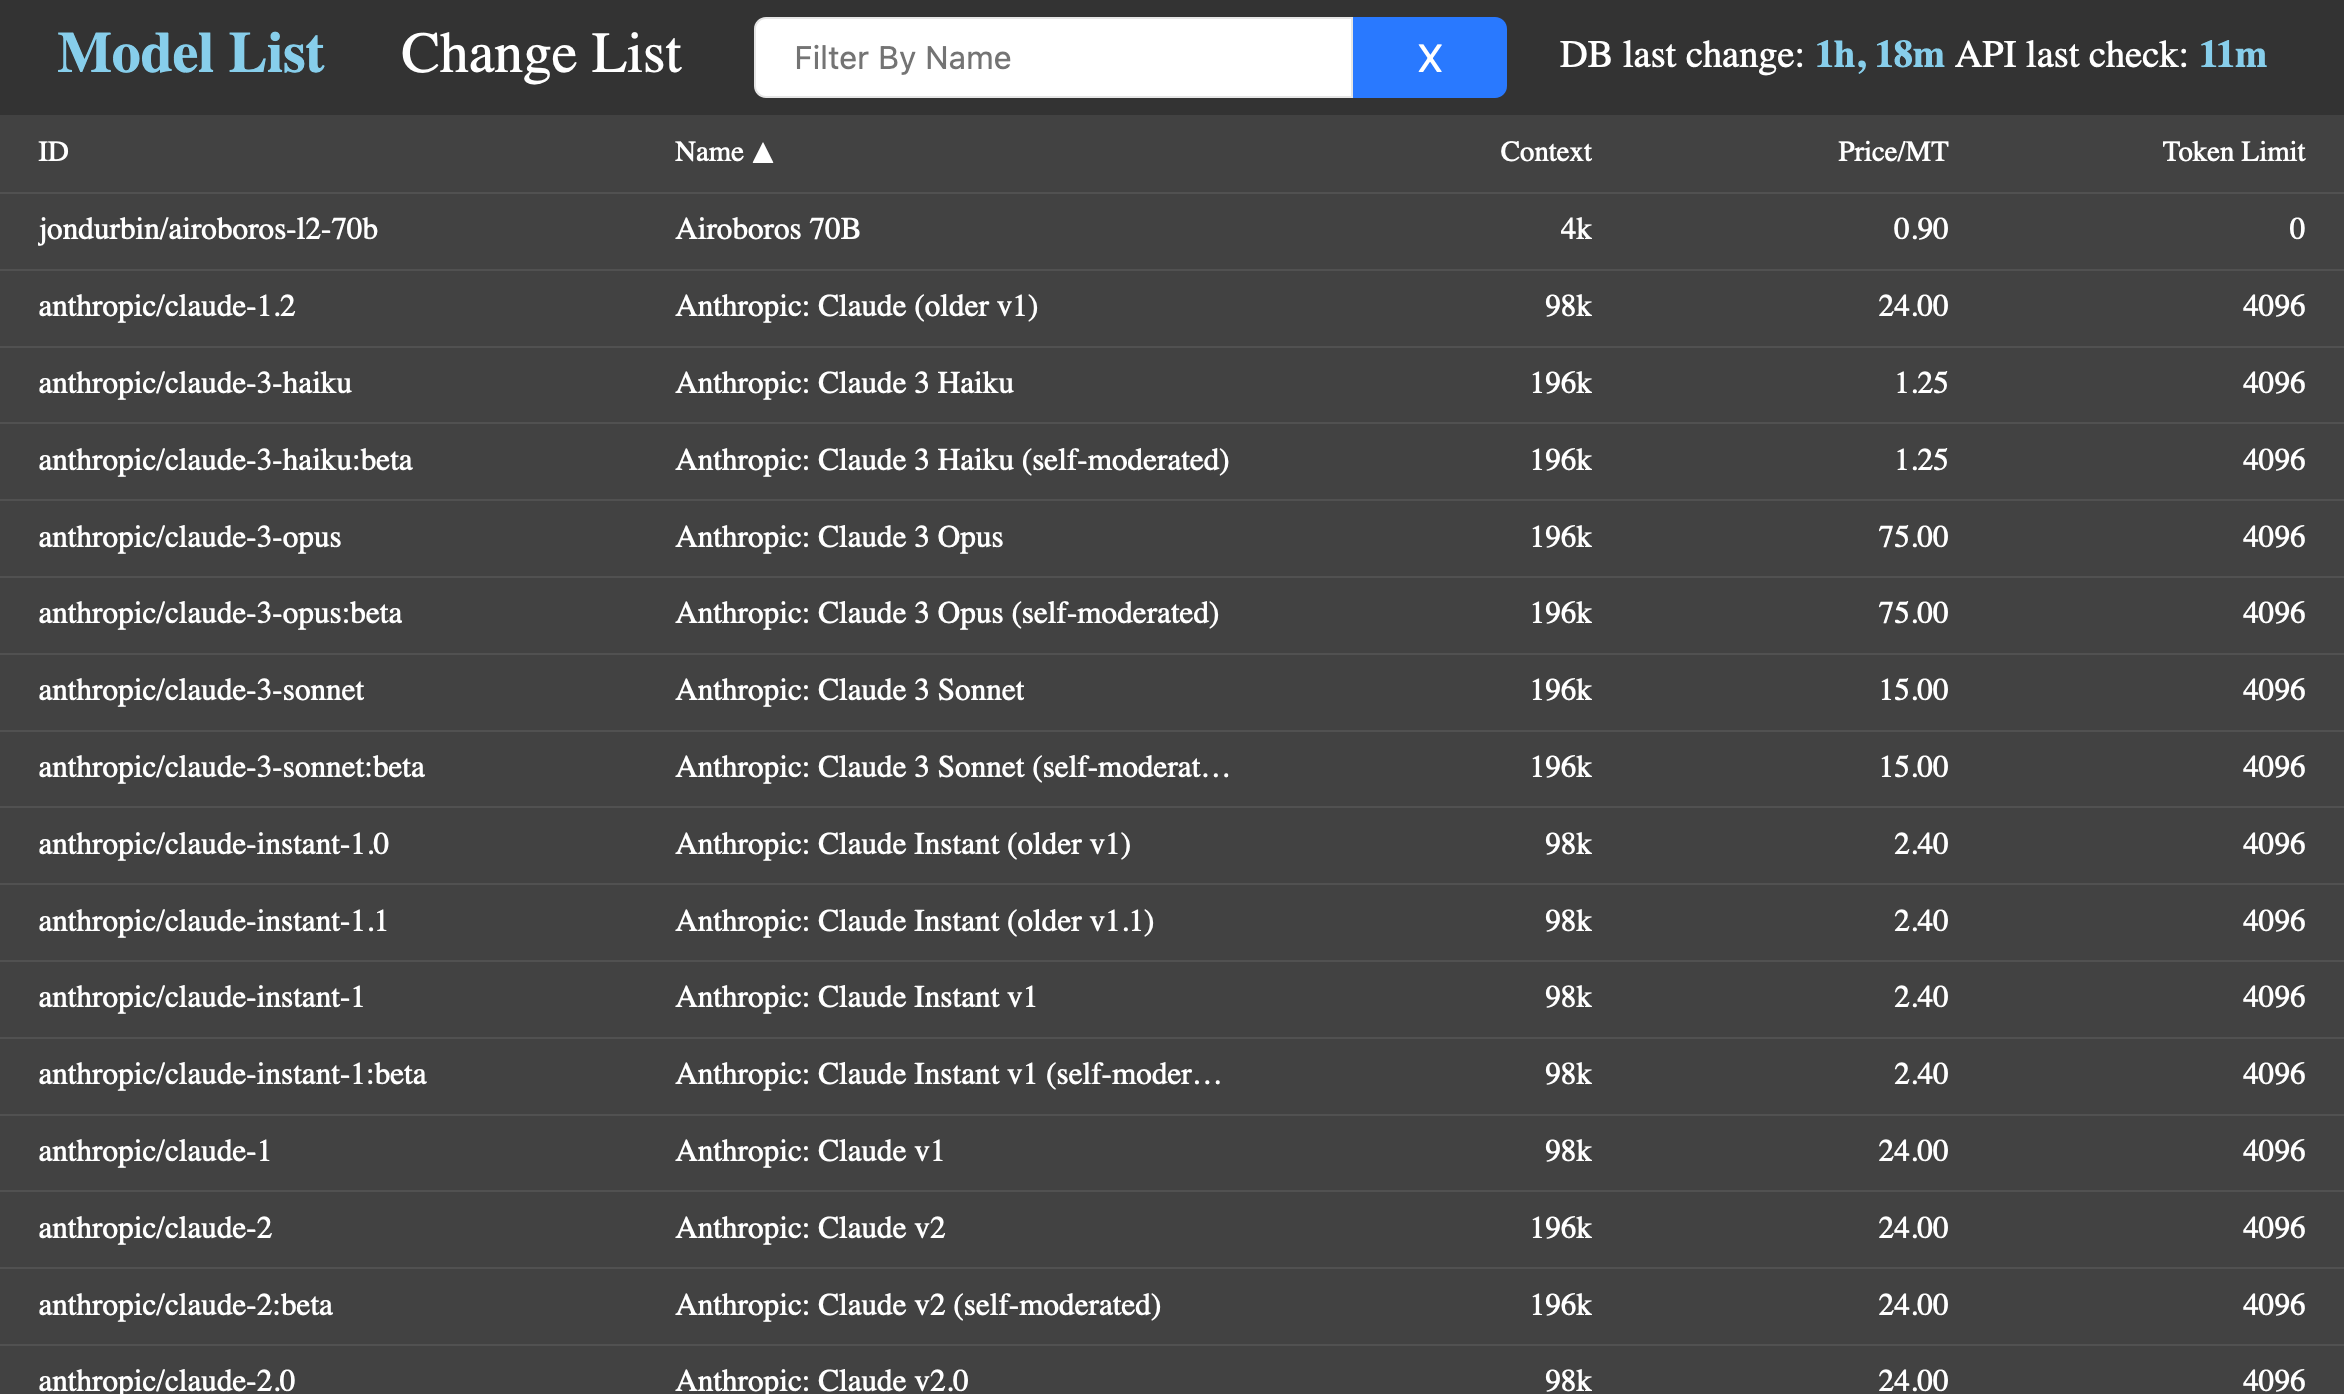 Model List Change List Filter By Name X DB last change: 1h, 18m API last check: 11m
ID Name ▲ Context Price/MT Token Limit
jondurbin/airoboros-l2-70b Airoboros 70B 4k 0.90 0
anthropic/claude-1.2 Anthropic: Claude (older v1) 98k 24.00 4096
anthropic/claude-3-haiku Anthropic: Claude 3 Haiku 196k 1.25 4096
anthropic/claude-3-haiku:beta Anthropic: Claude 3 Haiku (self-moderated) 196k 1.25 4096
anthropic/claude-3-opus Anthropic: Claude 3 Opus 196k 75.00 4096
anthropic/claude-3-opus:beta Anthropic: Claude 3 Opus (self-moderated) 196k 75.00 4096
anthropic/claude-3-sonnet Anthropic: Claude 3 Sonnet 196k 15.00 4096
anthropic/claude-3-sonnet:beta Anthropic: Claude 3 Sonnet (self-moderat… 196k 15.00 4096
anthropic/claude-instant-1.0 Anthropic: Claude Instant (older v1) 98k 2.40 4096
anthropic/claude-instant-1.1 Anthropic: Claude Instant (older v1.1) 98k 2.40 4096
anthropic/claude-instant-1 Anthropic: Claude Instant v1 98k 2.40 4096
anthropic/claude-instant-1:beta Anthropic: Claude Instant v1 (self-moder… 98k 2.40 4096
anthropic/claude-1 Anthropic: Claude v1 98k 24.00 4096
anthropic/claude-2 Anthropic: Claude v2 196k 24.00 4096
anthropic/claude-2:beta Anthropic: Claude v2 (self-moderated) 196k 24.00 4096
anthropic/claude-2.0 Anthropic: Claude v2.0 98k 24.00 4096